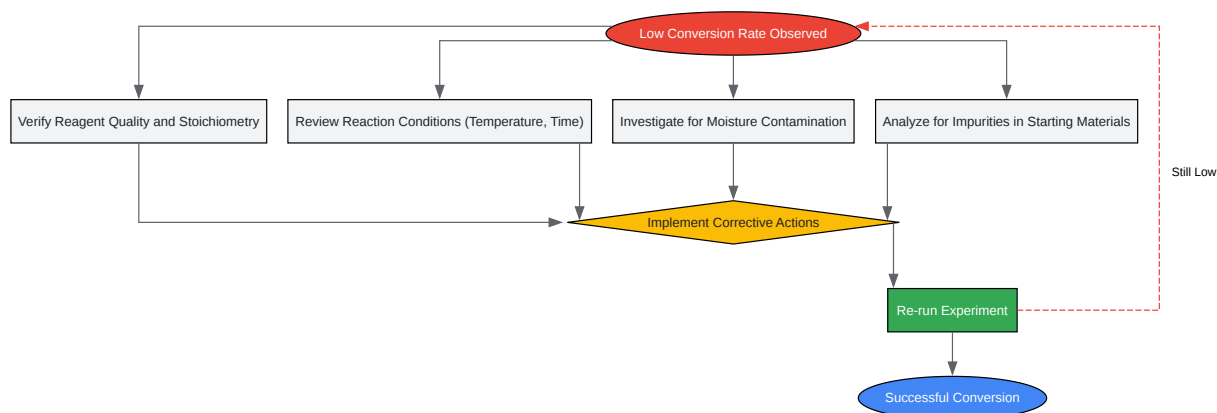 Low Conversion Rate Observed
Verify Reagent Quality and Stoichiometry
Review Reaction Conditions (Temperature, Time)
Investigate for Moisture Contamination
Analyze for Impurities in Starting Materials
Still Low
Implement Corrective Actions
Re-run Experiment
Successful Conversion